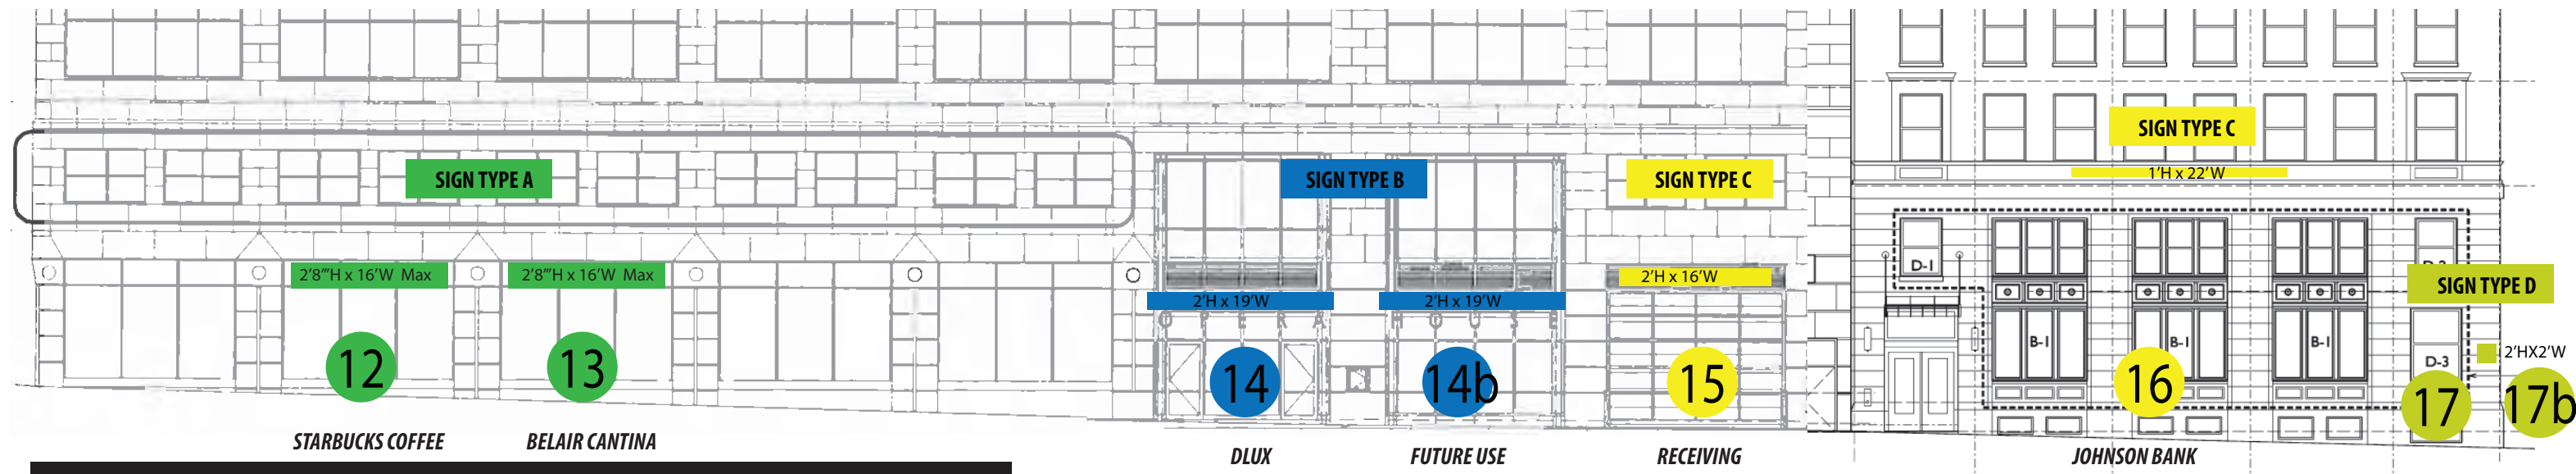 SIGN TYPE C
1'H x 22'W
SIGN TYPE A
SIGN TYPE B
SIGN TYPE C
D-1
2'8"'H x 16'W Max
2'8"'H x 16'W Max
2'H x 16'W
SIGN TYPE D
2'H x 19'W
2'H x 19'W
OPERA HOUSE
B-1
B-1
B-1
2'HX2'W
D-3
12
13
14
14b
15
16
17
17b
STARBUCKS COFFEE
BELAIR CANTINA
DLUX
FUTURE USE
RECEIVING
JOHNSON BANK